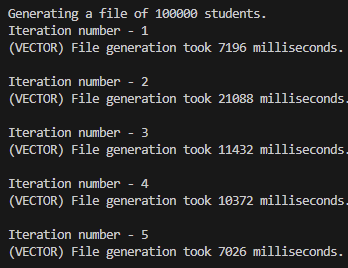 Generating a file of 100000 students.
Iteration number - 1
(VECTOR) File generation took 7196 milliseconds.
Iteration number - 2
(VECTOR) File generation took 21088 milliseconds.
Iteration number - 3
(VECTOR) File generation took 11432 milliseconds.
Iteration number - 4
(VECTOR) File generation took 10372 milliseconds.
Iteration number - 5
(VECTOR) File generation took 7026 milliseconds.